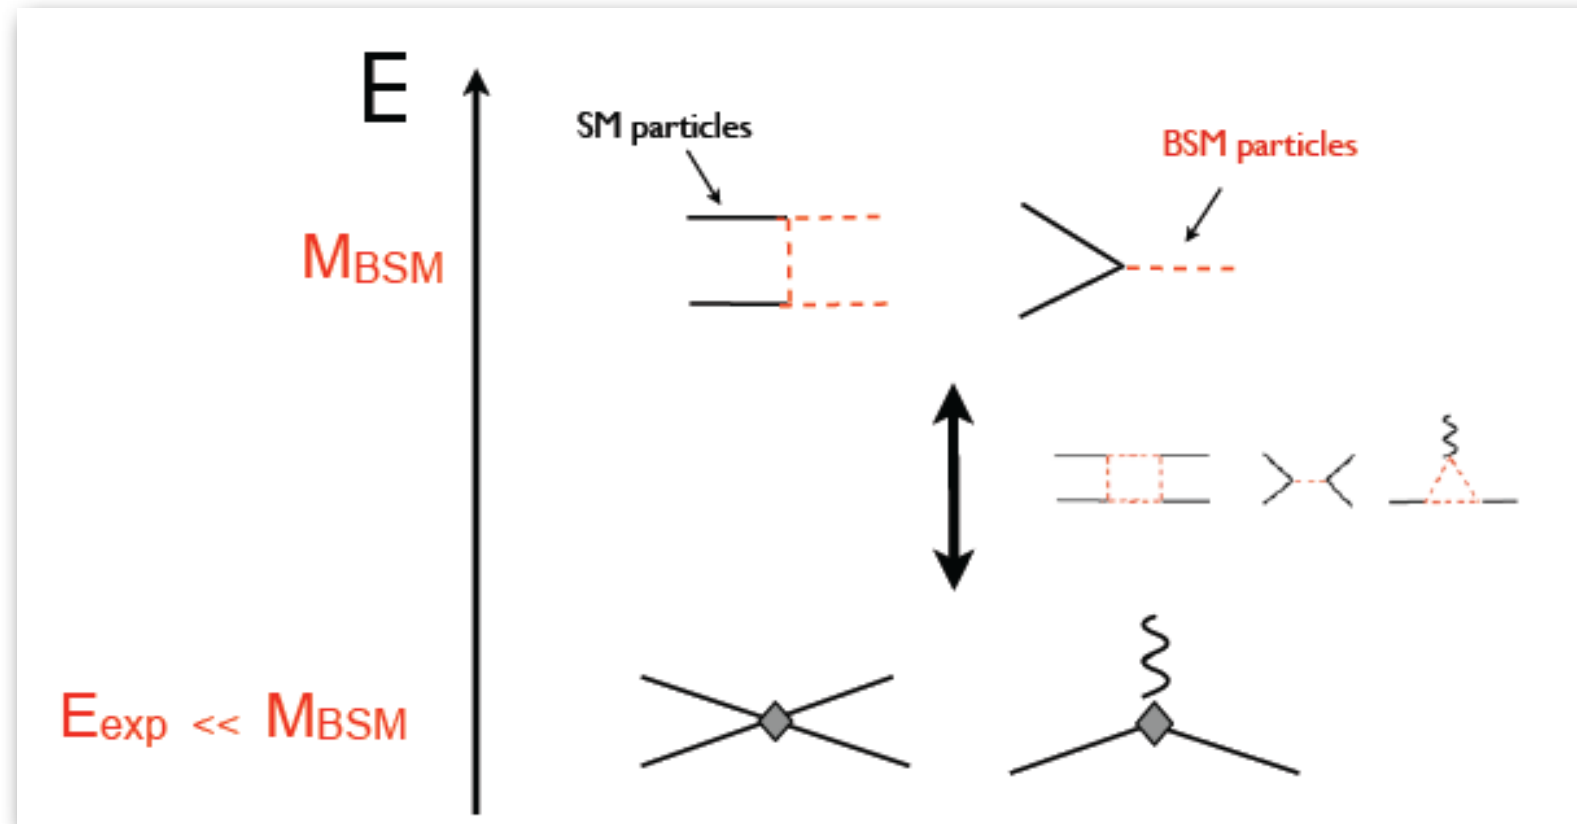 E
SM particles
BSM particles
MBSM
Eexp << MBSM